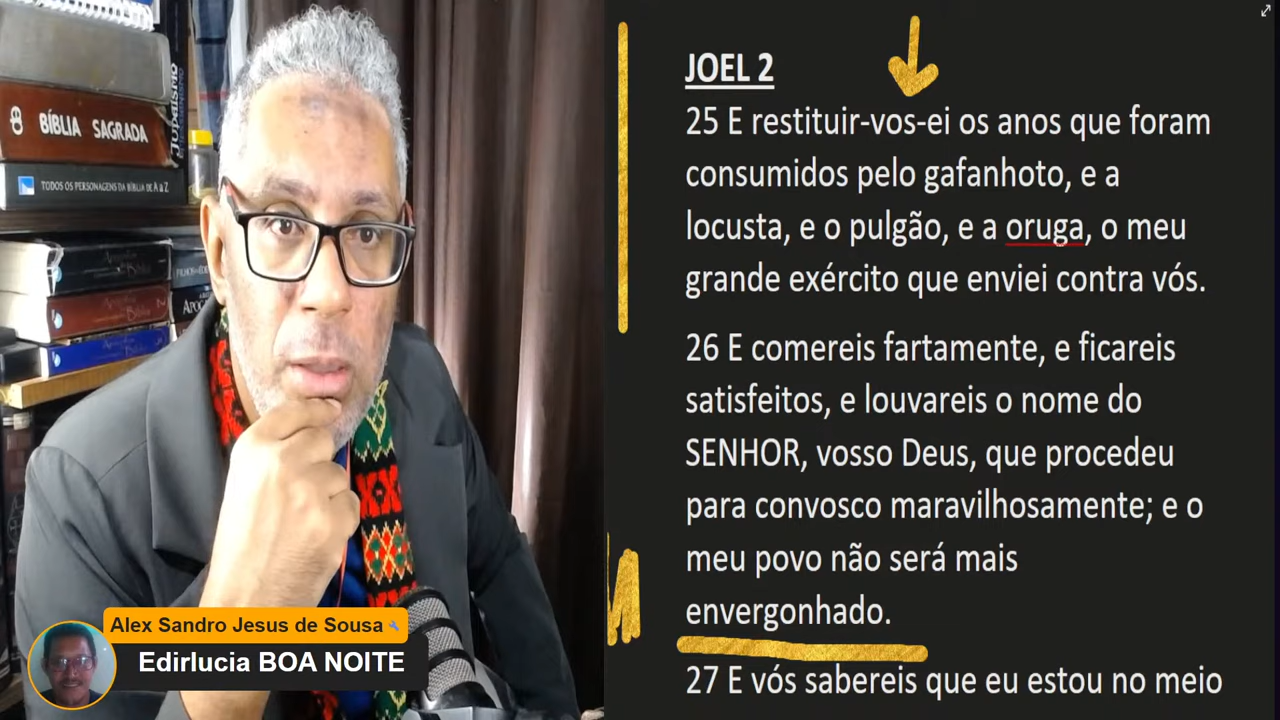 BÍBLIA SAGRADA
TODOS OS PERSONAGENS DA BÍBLIA DE A a Z
JUDAÍSMO
Alex Sandro Jesus de Sousa
Edirlucia BOA NOITE
JOEL 2
25 E restituir-vos-ei os anos que foram
consumidos pelo gafanhoto, e a
locusta, e o pulgão, e a oruga, o meu
grande exército que enviei contra vós.
26 E comereis fartamente, e ficareis
satisfeitos, e louvareis o nome do
SENHOR, vosso Deus, que procedeu
para convosco maravilhosamente; e o
meu povo não será mais
envergonhado.
27 E vós sabereis que eu estou no meio